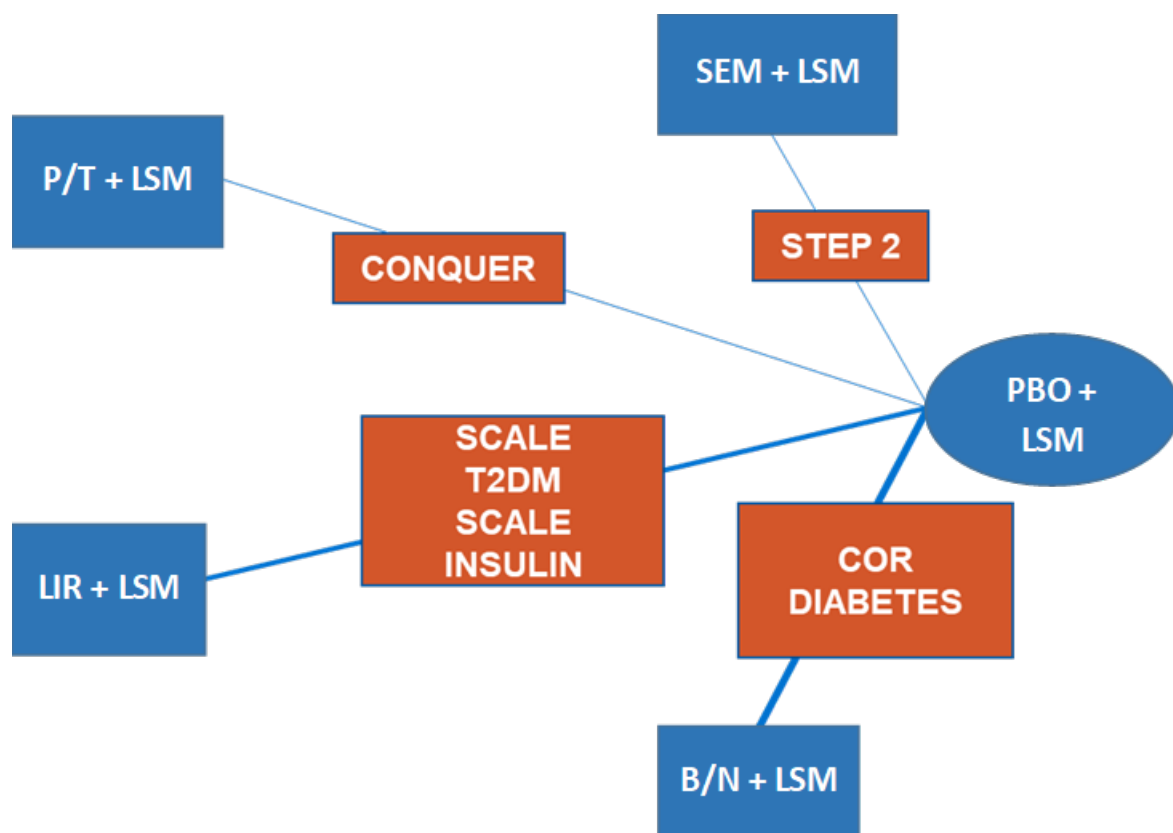 SEM + LSM
P/T + LSM
STEP 2
CONQUER
PBO +
LSM
SCALE
T2DM
SCALE
INSULIN
COR
DIABETES
LIR + LSM
B/N + LSM